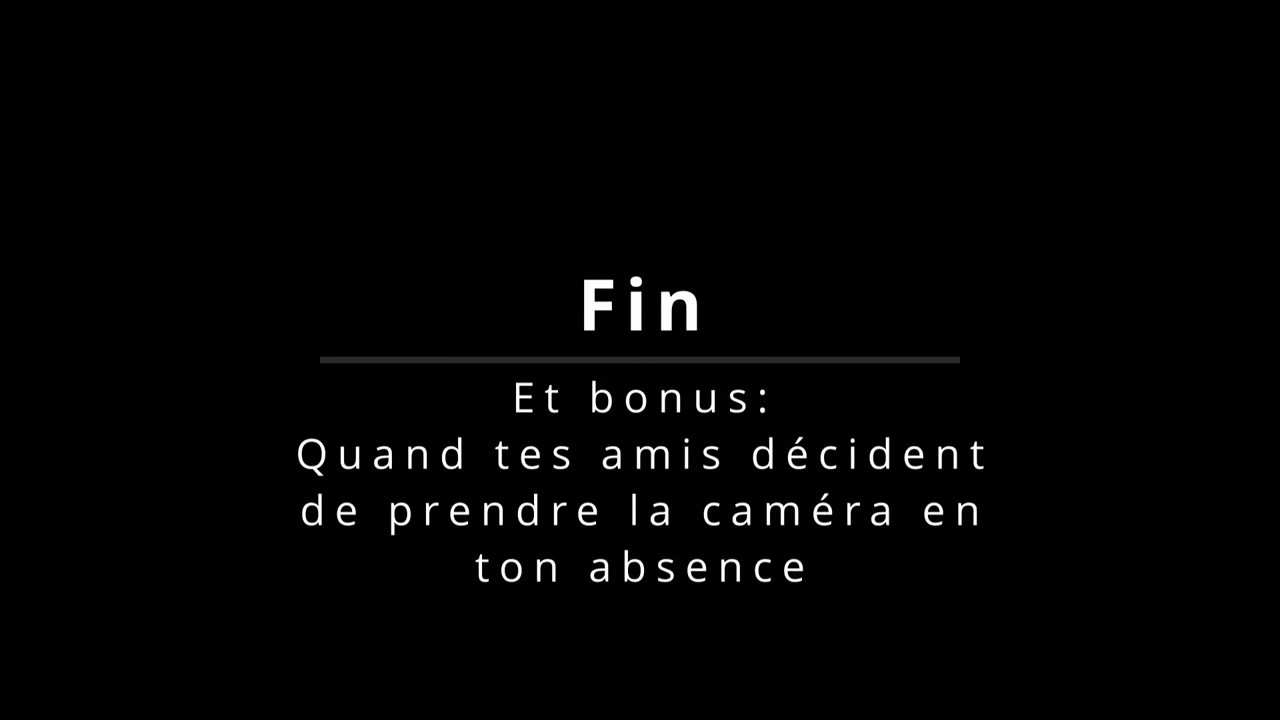 Fin
Et bonus:
Quand tes amis décident
de prendre la caméra en
ton absence